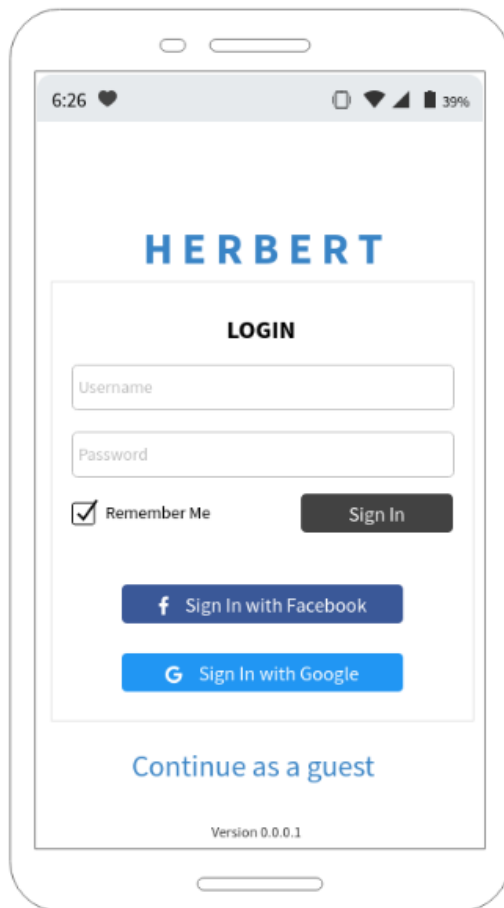 6:26 39%
H E R B E R T
LOGIN
Username
Password
Remember Me Sign In
f Sign In with Facebook
G Sign In with Google
Continue as a guest
Version 0.0.0.1